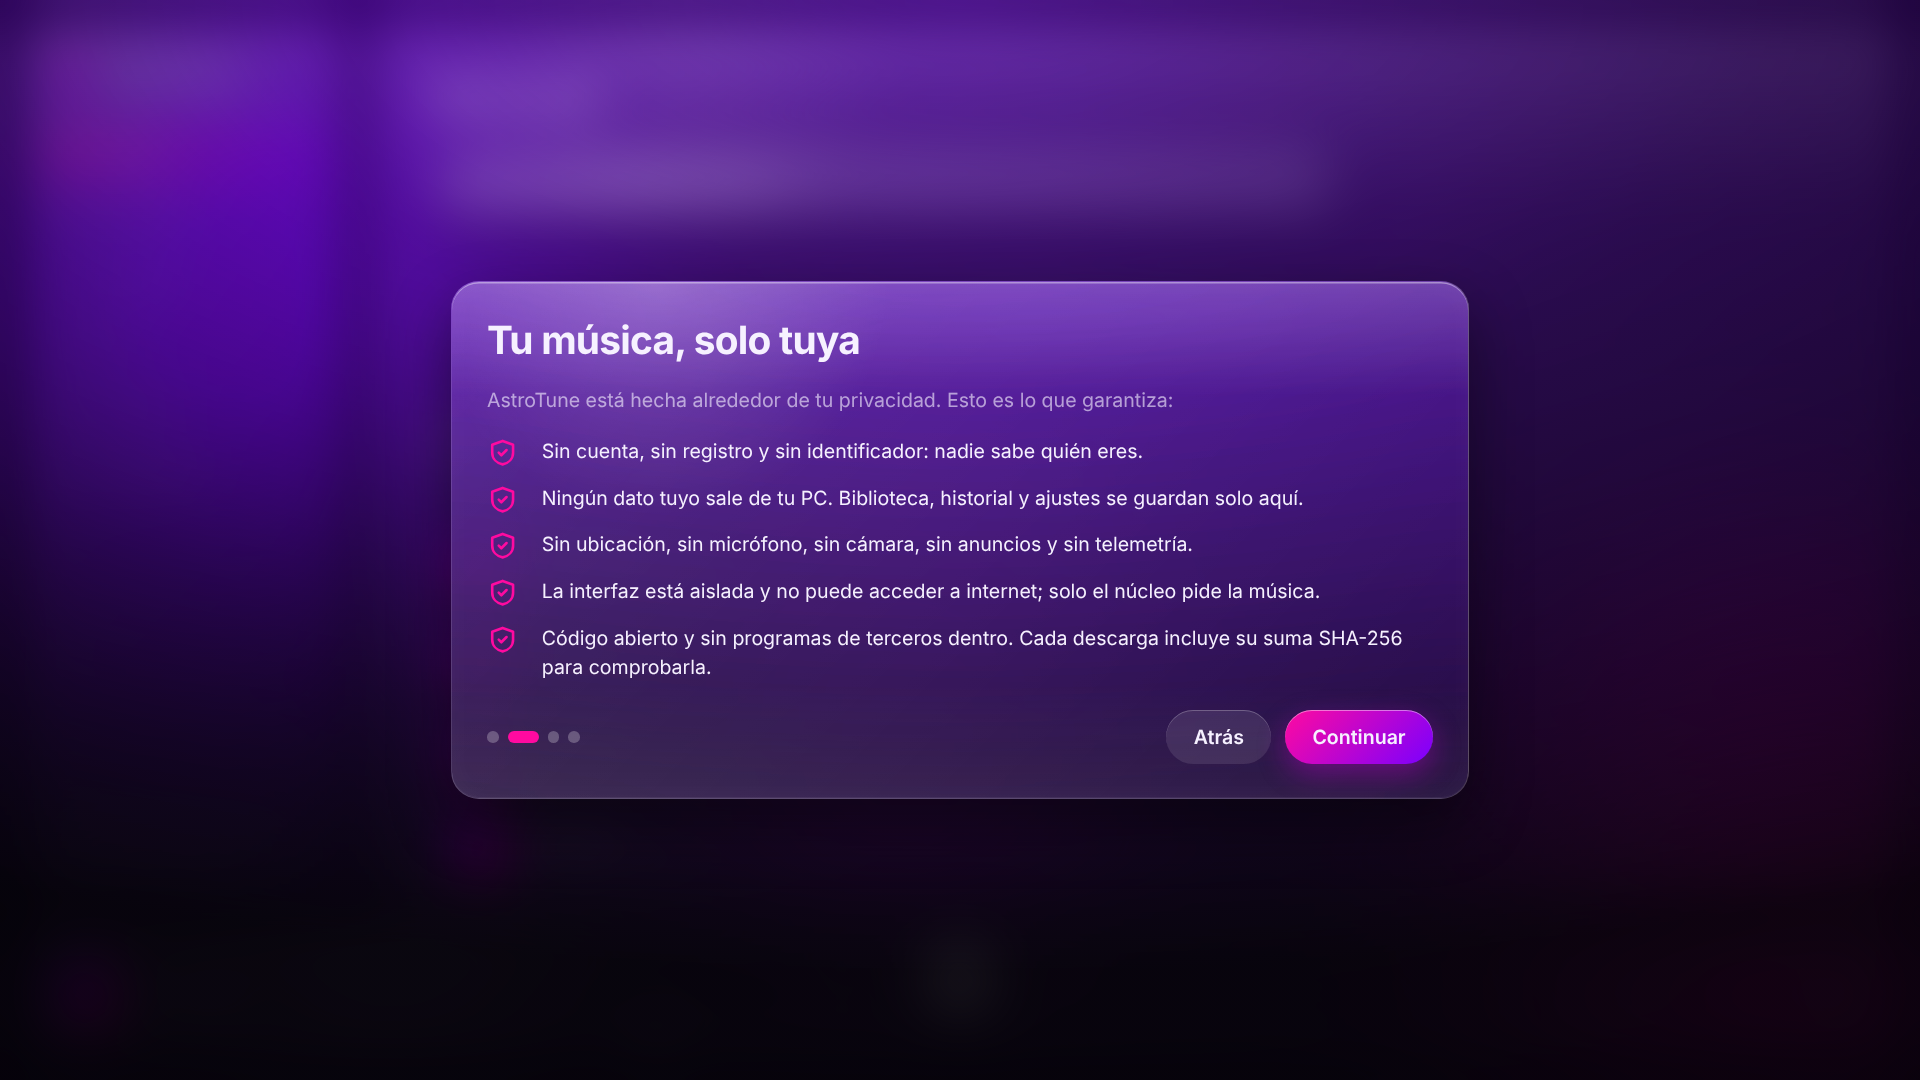 Tu música, solo tuya
AstroTune está hecha alrededor de tu privacidad. Esto es lo que garantiza:
Sin cuenta, sin registro y sin identificador: nadie sabe quién eres.
Ningún dato tuyo sale de tu PC. Biblioteca, historial y ajustes se guardan solo aquí.
Sin ubicación, sin micrófono, sin cámara, sin anuncios y sin telemetría.
La interfaz está aislada y no puede acceder a internet; solo el núcleo pide la música.
Código abierto y sin programas de terceros dentro. Cada descarga incluye su suma SHA-256
para comprobarla.
Atrás
Continuar